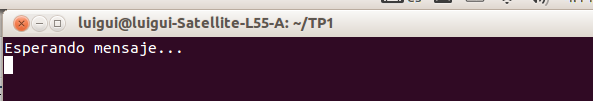 luigui@luigui-Satellite-L55-A: ~/TP1
Esperando mensaje...